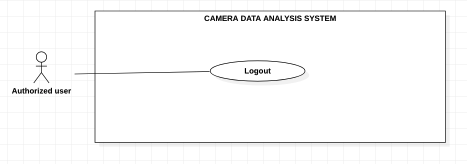 CAMERA DATA ANALYSIS SYSTEM
Logout
Authorized user